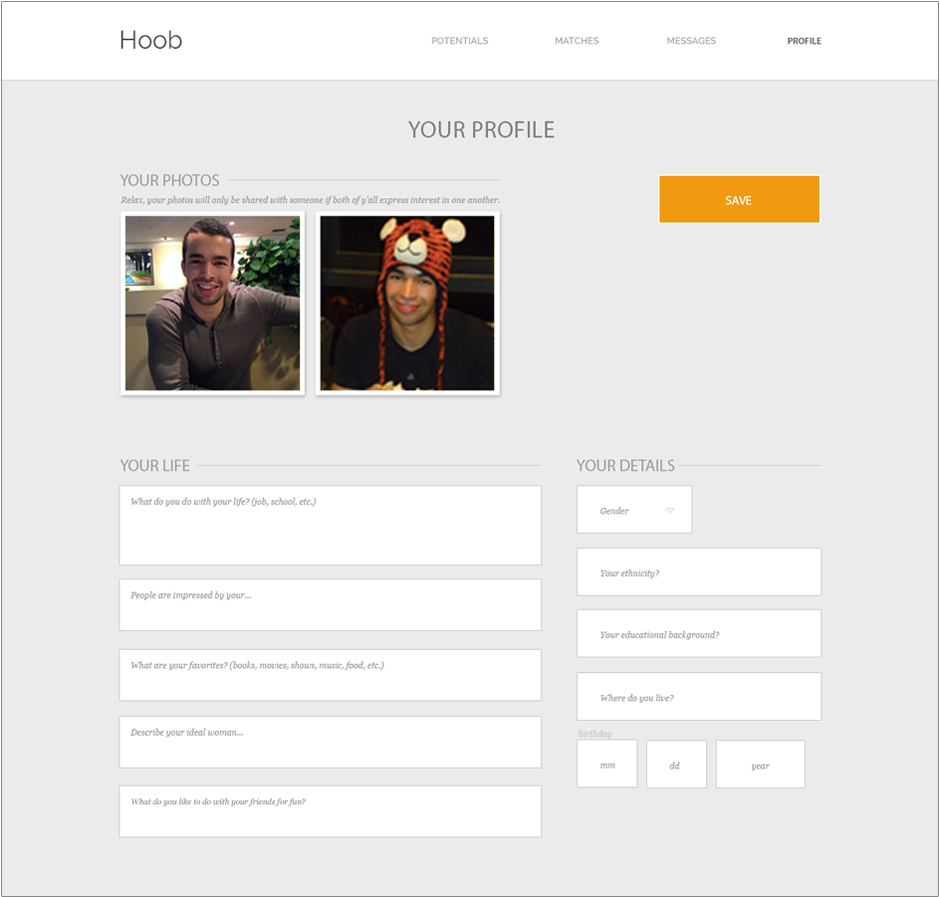 Hoob
POTENTIALS
MATCHES
MESSAGES
PROFILE
YOUR PROFILE
YOUR PHOTOS
Relax, your photos will only be shared with someone if both of y'all express interest in one another.
SAVE
YOUR LIFE
What do you do with your life? (job, school, etc.)
People are impressed by your...
What are your favorites? (books, movies, shows, music, food, etc.)
Describe your ideal woman...
What do you like to do with your friends for fun?
YOUR DETAILS
Gender
Your ethnicity?
Your educational background?
Where do you live?
birthday
mm
dd
year